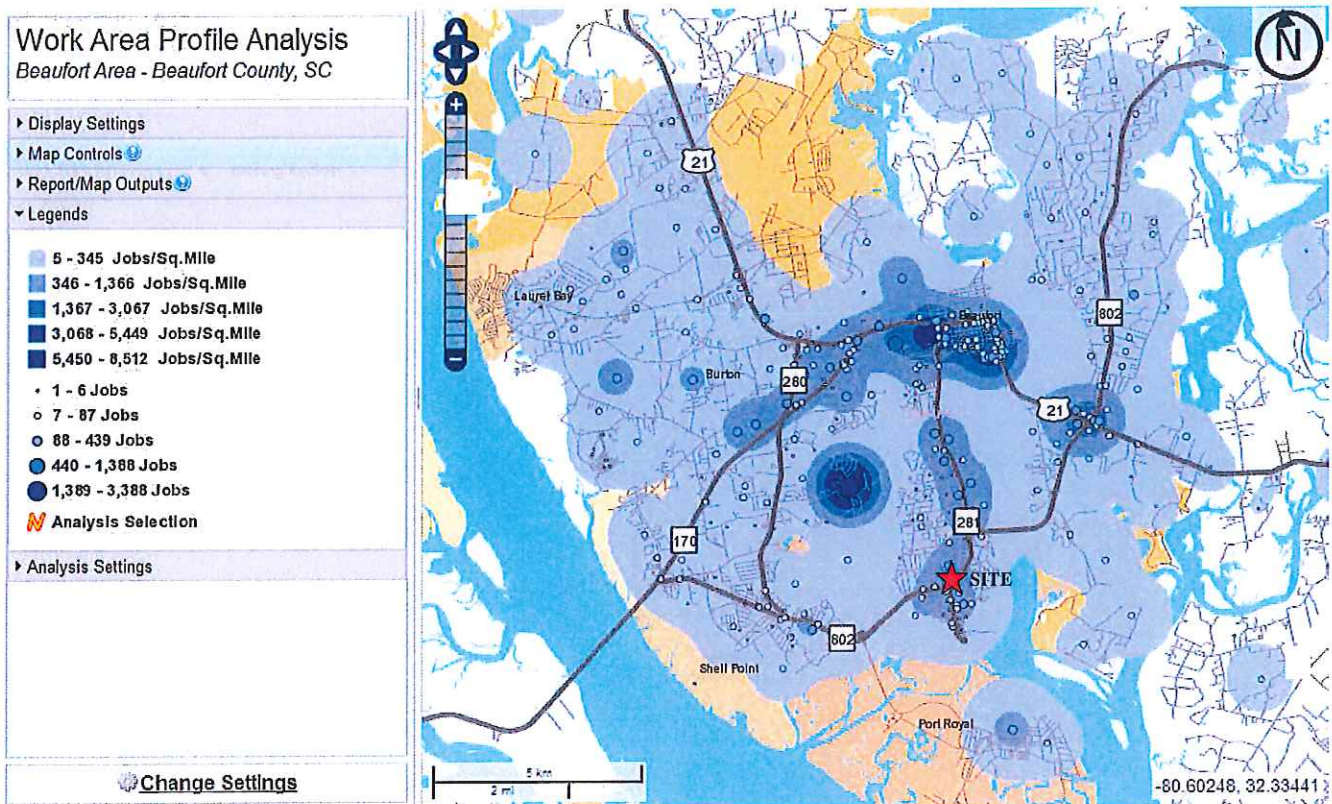 Work Area Profile Analysis
Beaufort Area - Beaufort County, SC
Display Settings
Map Controls
Report/Map Outputs
Legends
5 - 345 Jobs/Sq.Mile
346 - 1,366 Jobs/Sq.Mile
1,367 - 3,067 Jobs/Sq.Mile
3,068 - 5,449 Jobs/Sq.Mile
5,450 - 8,512 Jobs/Sq.Mile
1 - 6 Jobs
7 - 87 Jobs
88 - 439 Jobs
440 - 1,388 Jobs
1,389 - 3,388 Jobs
Analysis Selection
Analysis Settings
Change Settings
N
21
Laurel Bay
Beaufort
802
Burton
280
21
281
170
SITE
802
Shell Point
Port Royal
5 km
2 mi
-80.60248, 32.33441